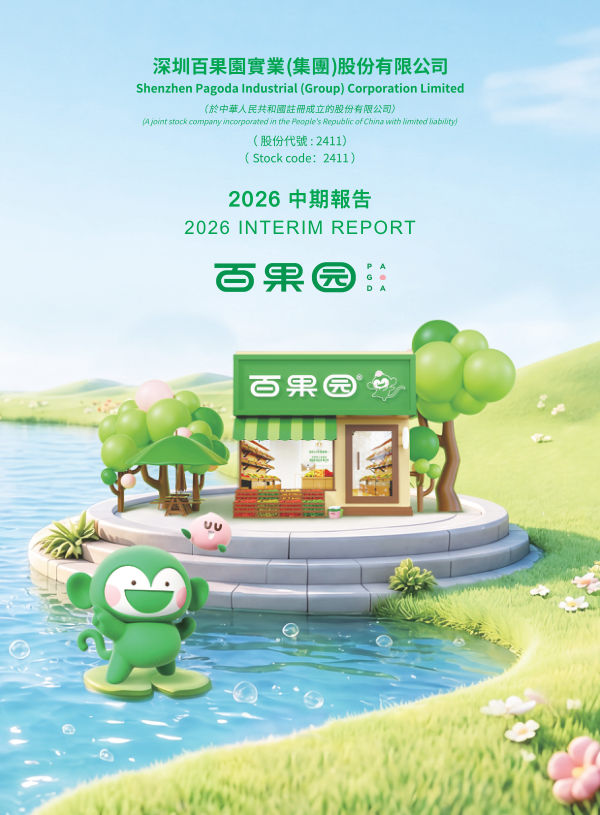 深圳百果園實業(集團)股份有限公司
Shenzhen Pagoda Industrial (Group) Corporation Limited
（於中華人民共和國註冊成立的股份有限公司）
(A joint stock company incorporated in the People's Republic of China with limited liability)
（ 股份代號 : 2411）
（ Stock code：2411 ）
2026 中期報告
2026 INTERIM REPORT
百果园 PAGODA
百果园®